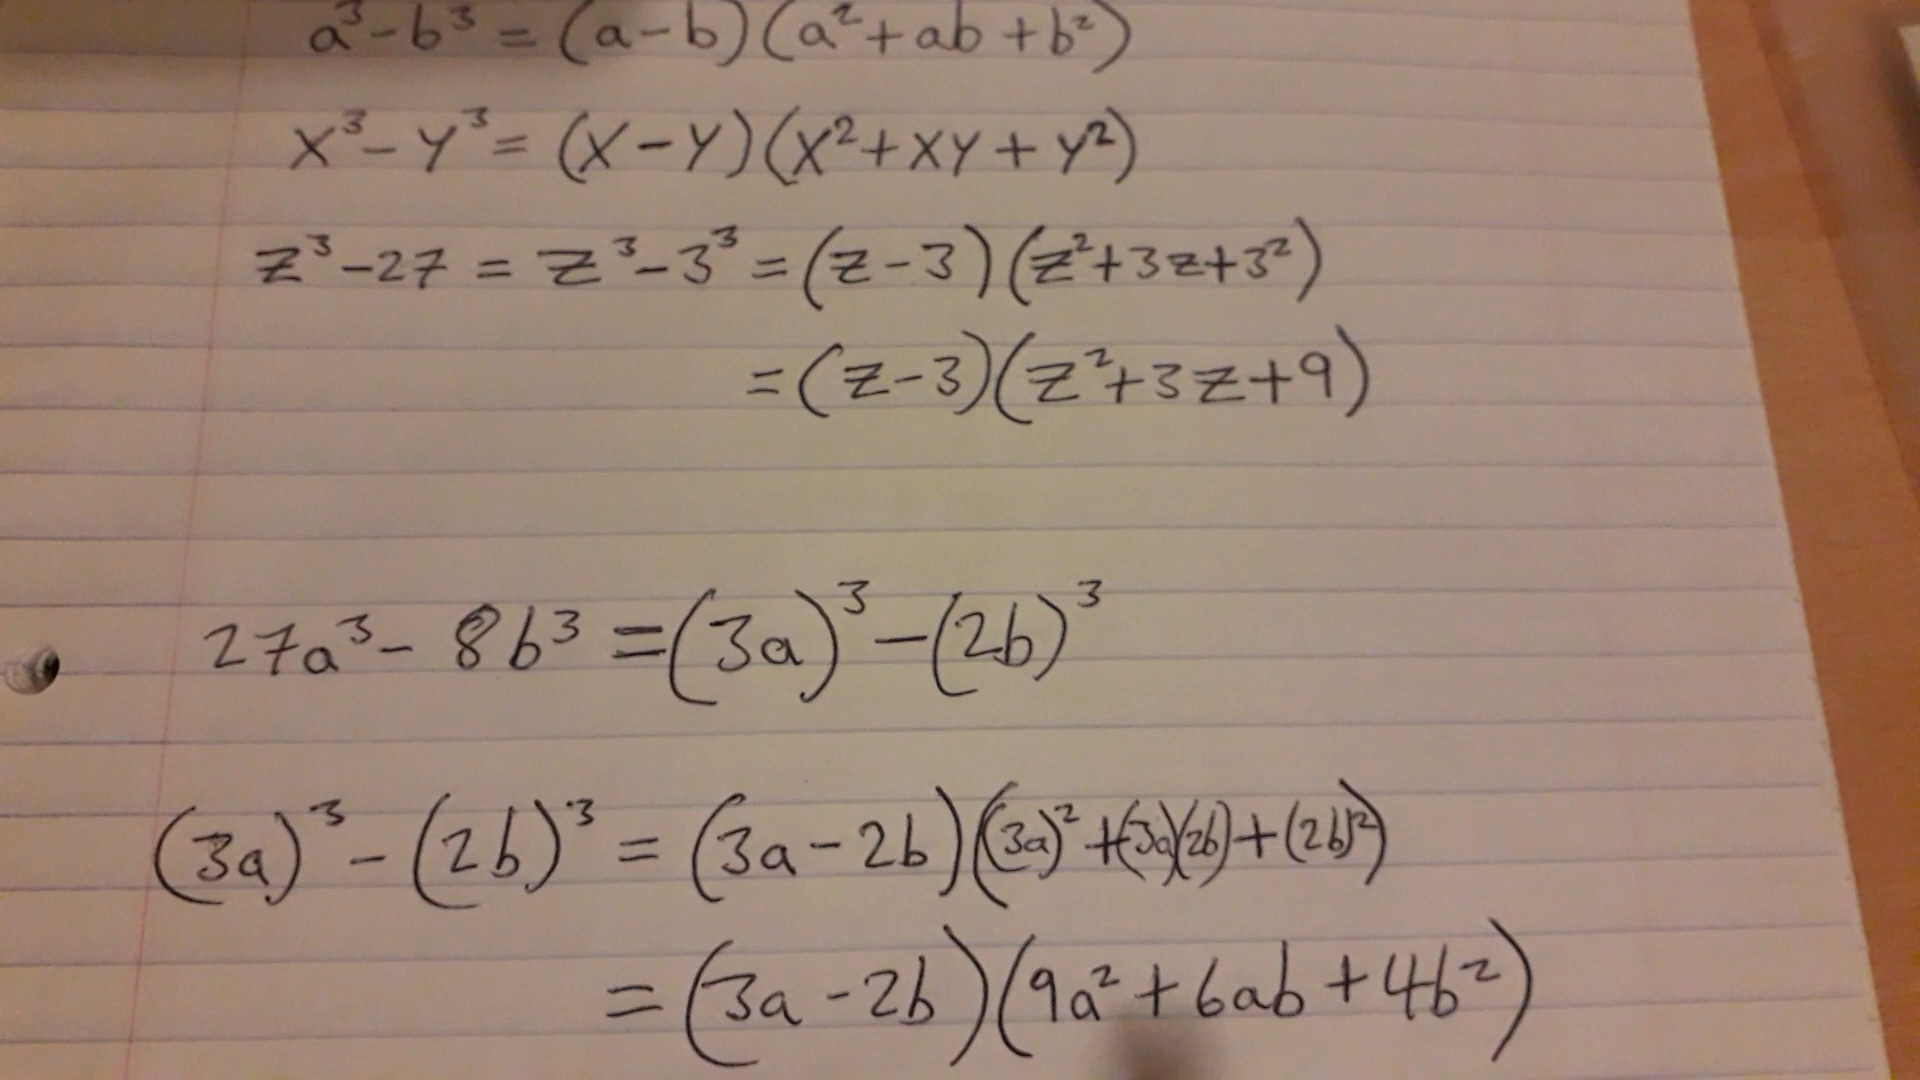 a³-b³ = (a-b)(a²+ab+b²)
x³-y³ = (x-y)(x²+xy+y²)
z³-27 = z³-3³ = (z-3)(z²+3z+3²)
=(z-3)(z²+3z+9)
27a³- 8b³ =(3a)³-(2b)³
(3a)³-(2b)³ = (3a-2b)((3a)²+(3a)(2b)+(2b)²)
=(3a-2b)(9a²+6ab+4b²)